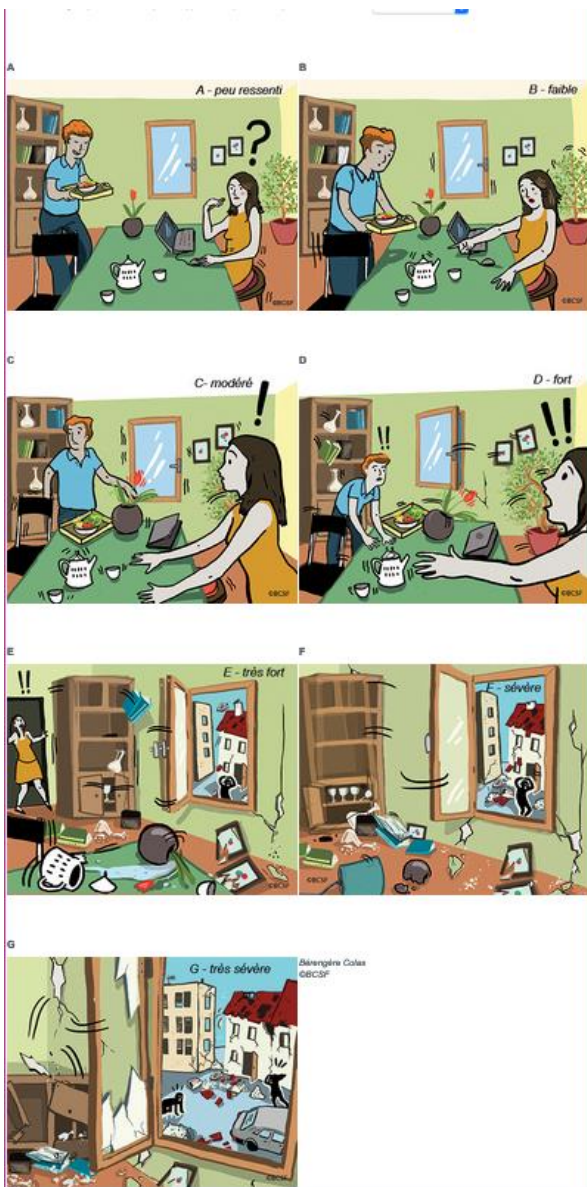 A
B
A - peu ressenti
B - faible
?
©BCSF
©BCSF
C
D
C- modéré
D - fort
!
!!
!!
©BCSF
©BCSF
E
F
E - très fort
F - sévère
!!
©BCSF
©BCSF
G
G - très sévère
Bérengère Colas
©BCSF
©BCSF